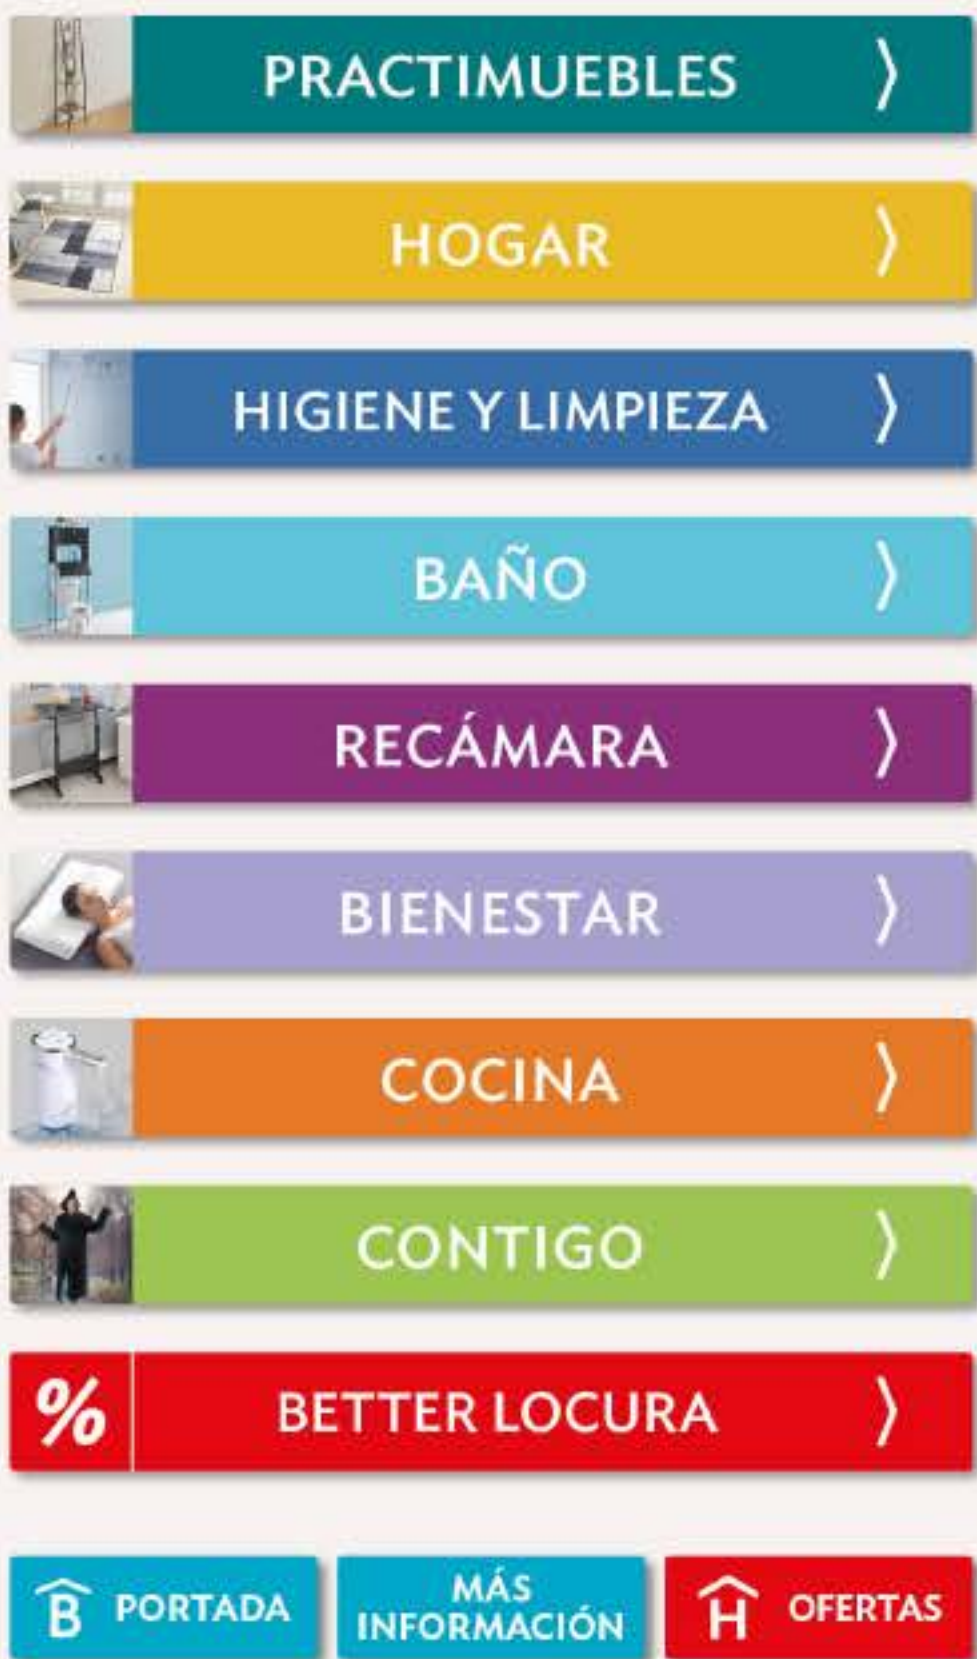 PRACTIMUEBLES
HOGAR
HIGIENE Y LIMPIEZA
BAÑO
RECÁMARA
BIENESTAR
COCINA
CONTIGO
% BETTER LOCURA
B PORTADA
MÁS
INFORMACIÓN
H OFERTAS